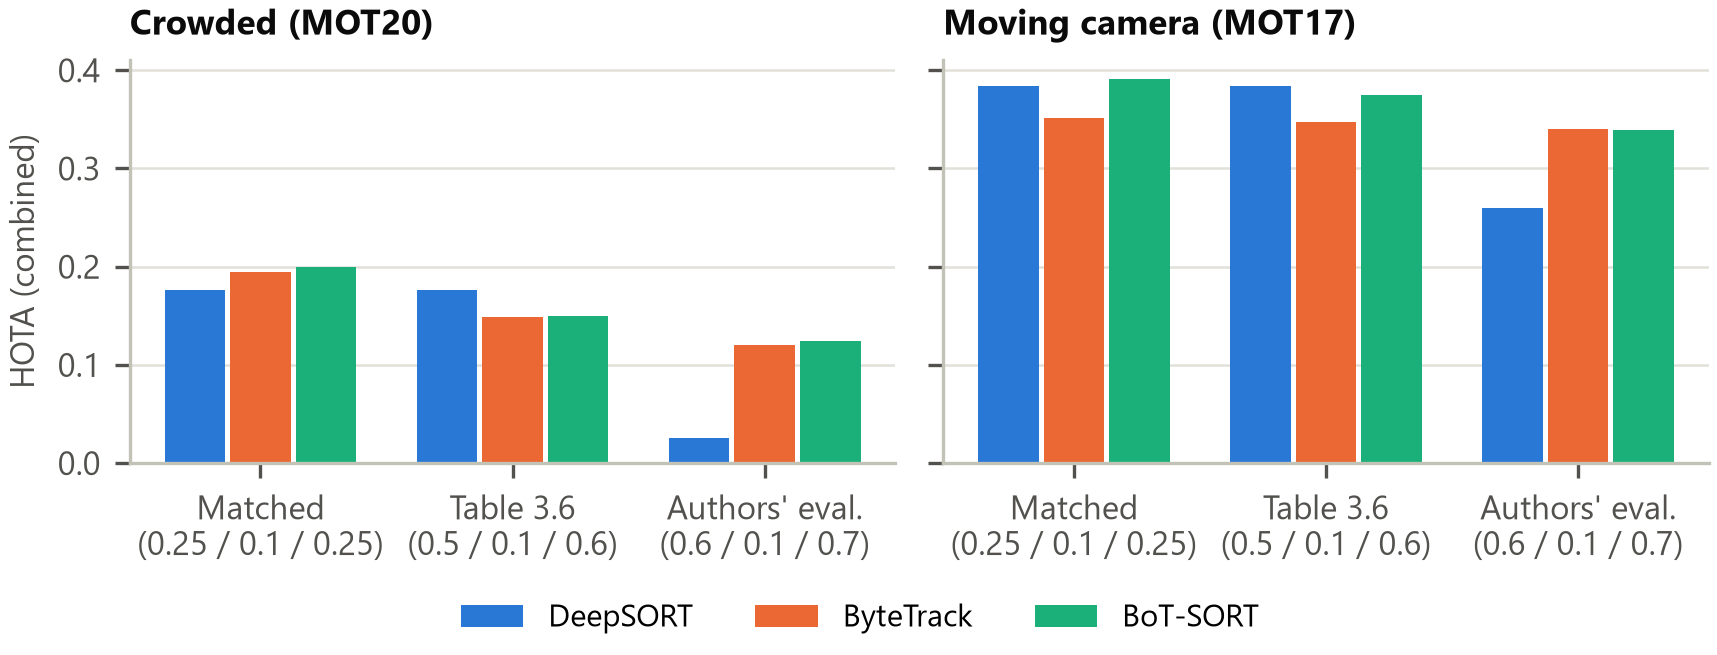 Crowded (MOT20)
Moving camera (MOT17)
HOTA (combined)
0.4
0.3
0.2
0.1
0.0
Matched
(0.25 / 0.1 / 0.25)
Table 3.6
(0.5 / 0.1 / 0.6)
Authors' eval.
(0.6 / 0.1 / 0.7)
Matched
(0.25 / 0.1 / 0.25)
Table 3.6
(0.5 / 0.1 / 0.6)
Authors' eval.
(0.6 / 0.1 / 0.7)
DeepSORT
ByteTrack
BoT-SORT